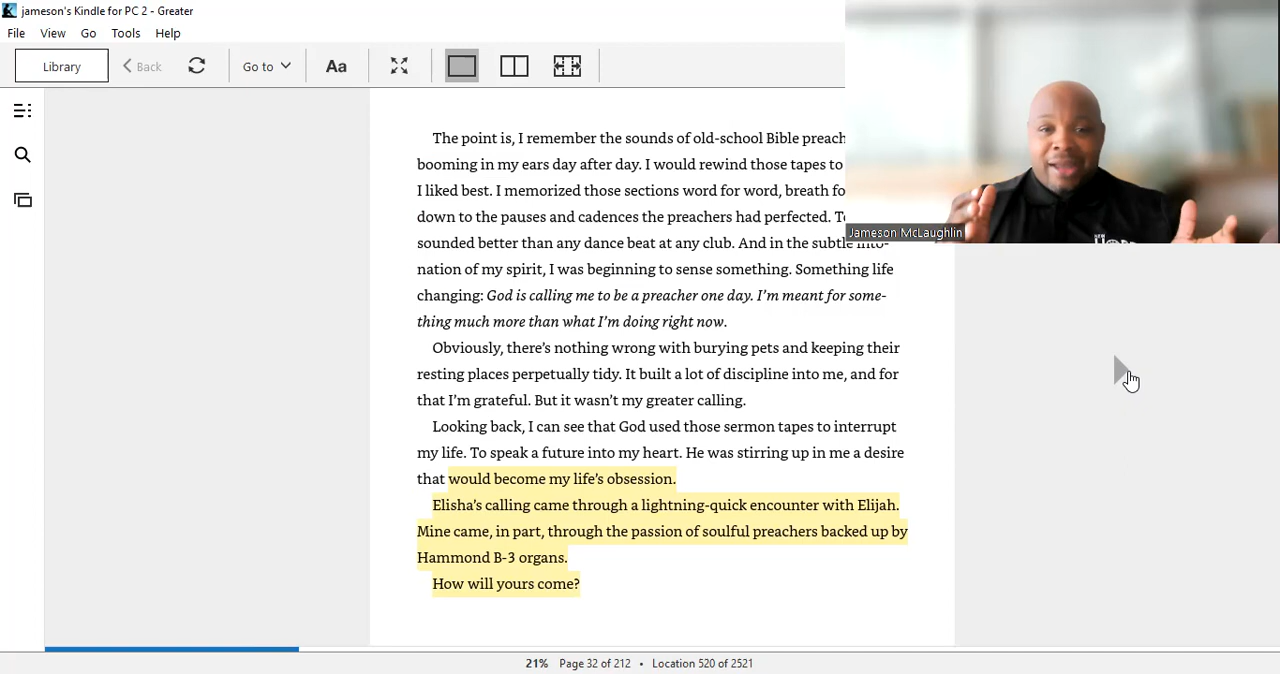 jameson's Kindle for PC 2 - Greater
File View Go Tools Help
Library Back Go to Aa
The point is, I remember the sounds of old-school Bible preach
booming in my ears day after day. I would rewind those tapes to
I liked best. I memorized those sections word for word, breath fo
down to the pauses and cadences the preachers had perfected.
sounded better than any dance beat at any club. And in the subtle into-
nation of my spirit, I was beginning to sense something. Something life
changing: God is calling me to be a preacher one day. I'm meant for some-
thing much more than what I'm doing right now.
Obviously, there's nothing wrong with burying pets and keeping their
resting places perpetually tidy. It built a lot of discipline into me, and for
that I'm grateful. But it wasn't my greater calling.
Looking back, I can see that God used those sermon tapes to interrupt
my life. To speak a future into my heart. He was stirring up in me a desire
that would become my life's obsession.
Elisha's calling came through a lightning-quick encounter with Elijah.
Mine came, in part, through the passion of soulful preachers backed up by
Hammond B-3 organs.
How will yours come?
Jameson McLaughlin
21% Page 32 of 212 • Location 520 of 2521